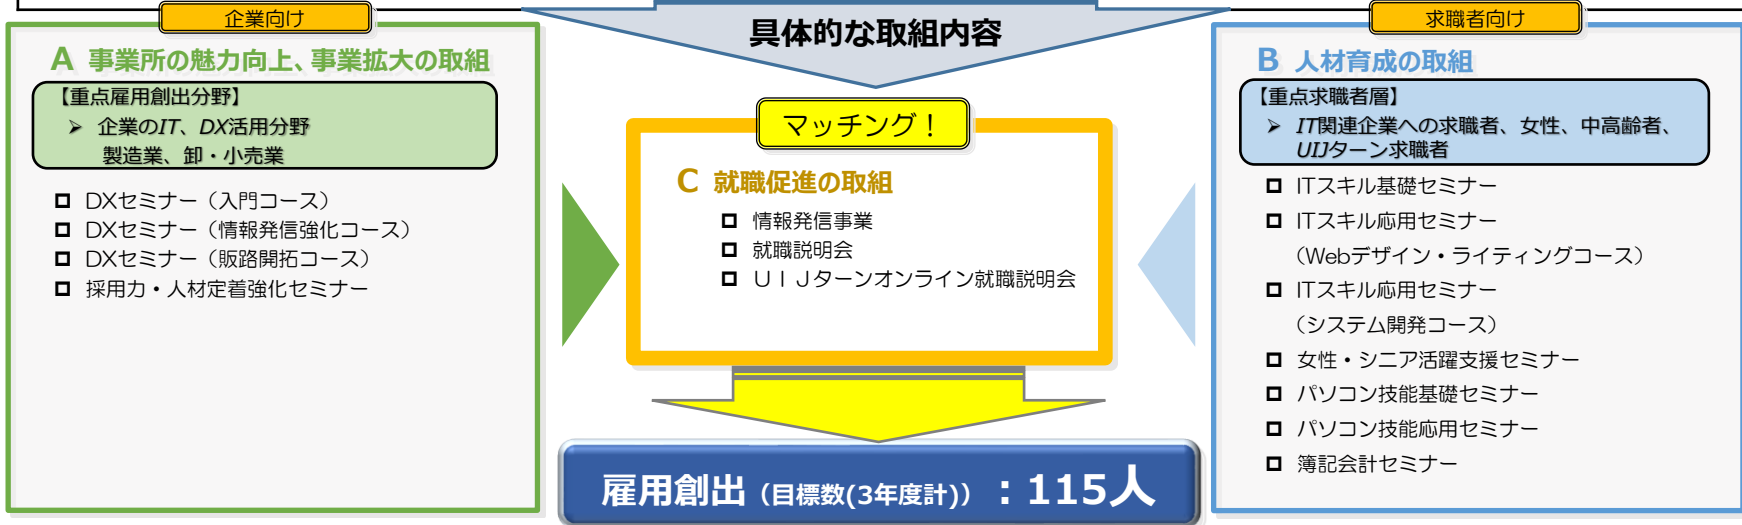 具体的な取組内容
企業向け
A 事業所の魅力向上、事業拡大の取組
【重点雇用創出分野】
➢ 企業のIT、DX活用分野
製造業、卸・小売業
DXセミナー（入門コース）
DXセミナー（情報発信強化コース）
DXセミナー（販路開拓コース）
採用力・人材定着強化セミナー
マッチング！
C 就職促進の取組
情報発信事業
就職説明会
ＵＩＪターンオンライン就職説明会
求職者向け
B 人材育成の取組
【重点求職者層】
➢ IT関連企業への求職者、女性、中高齢者、
UIJターン求職者
ITスキル基礎セミナー
ITスキル応用セミナー
（Webデザイン・ライティングコース）
ITスキル応用セミナー
（システム開発コース）
女性・シニア活躍支援セミナー
パソコン技能基礎セミナー
パソコン技能応用セミナー
簿記会計セミナー
雇用創出（目標数(3年度計)）：115人